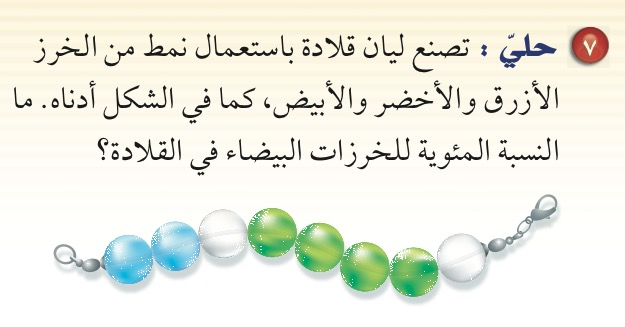 ٧ حليّ : تصنع ليان قلادة باستعمال نمط من الخرز
الأزرق والأخضر والأبيض، كما في الشكل أدناه. ما
النسبة المئوية للخرزات البيضاء في القلادة؟